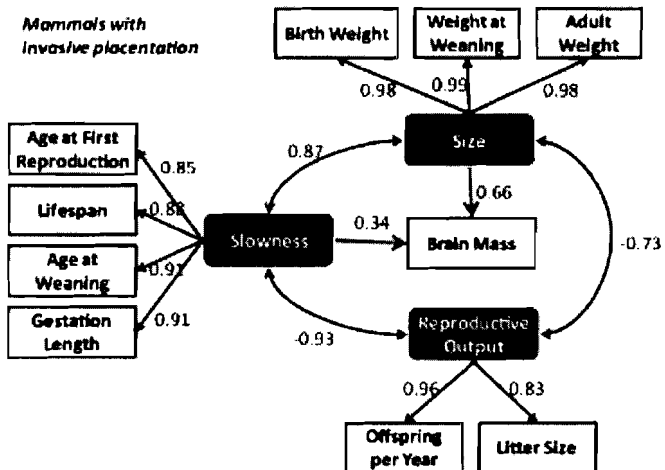 Mammals with
invasive placentation
Birth Weight
Weight at
Weaning
Adult
Weight
0.98
0.99
0.98
Age at First
Reproduction
0.85
0.87
Size
Lifespan
0.66
Slowness
0.34
Brain Mass
-0.73
Age at
Weaning
0.91
Gestation
Length
0.91
-0.93
Reproductive
Output
0.96
0.83
Offspring
per Year
Litter Size